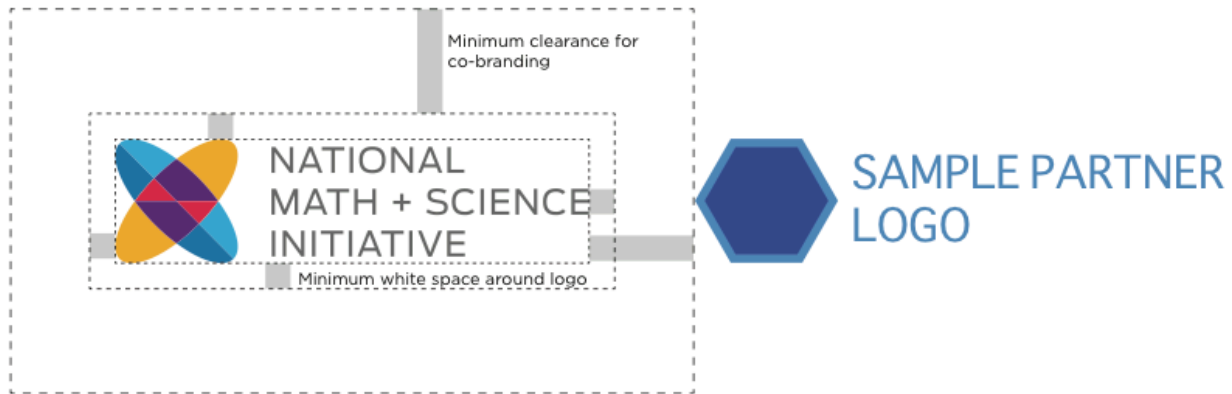 Minimum clearance for
co-branding
NATIONAL
MATH + SCIENCE
INITIATIVE
Minimum white space around logo
SAMPLE PARTNER
LOGO